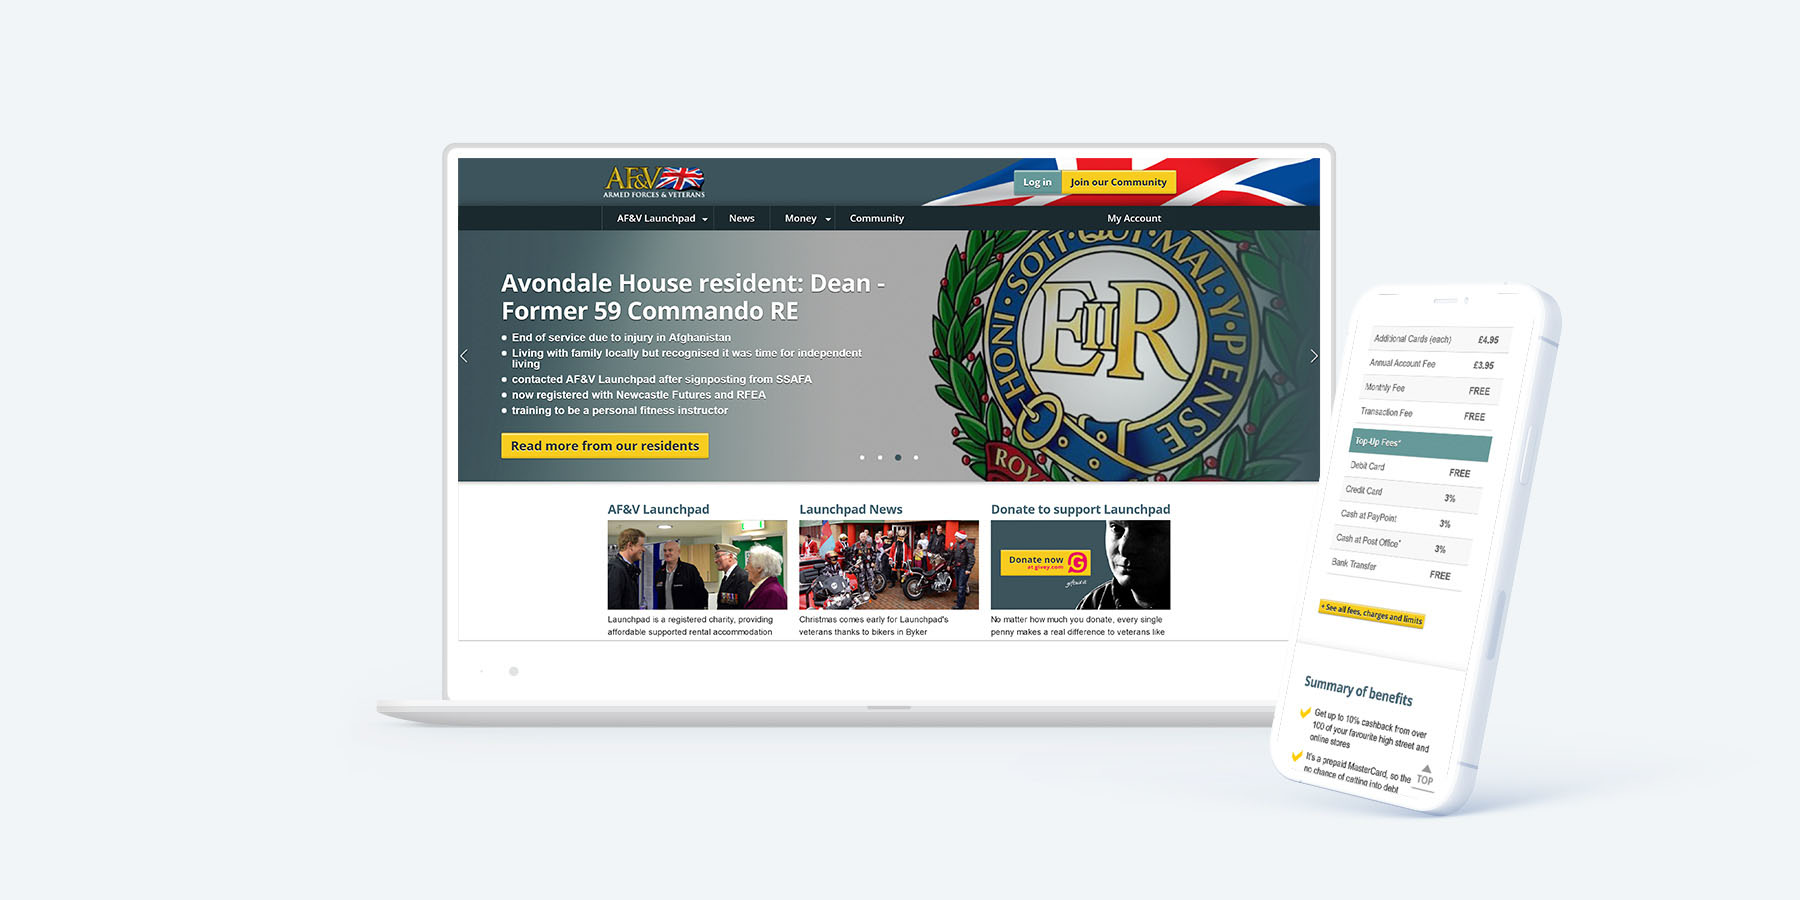 AF&V
ARMED FORCES & VETERANS
Log in
Join our Community
AF&V Launchpad
News
Money
Community
My Account
Avondale House resident: Dean -
Former 59 Commando RE
End of service due to injury in Afghanistan
Living with family locally but recognised it was time for independent
living
contacted AF&V Launchpad after signposting from SSAFA
now registered with Newcastle Futures and RFEA
training to be a personal fitness instructor
Read more from our residents
HONI · SOIT · QUI · MAL · Y · PENSE
EIIR
ROY
AF&V Launchpad
Launchpad News
Donate to support Launchpad
Donate now
at givey.com
Launchpad is a registered charity, providing
affordable supported rental accommodation
Christmas comes early for Launchpad's
veterans thanks to bikers in Byker
No matter how much you donate, every single
penny makes a real difference to veterans like
Additional Cards (each) £4.95
Annual Account Fee £3.95
Monthly Fee FREE
Transaction Fee FREE
Top-Up Fees*
Debit Card FREE
Credit Card 3%
Cash at PayPoint 3%
Cash at Post Office* 3%
Bank Transfer FREE
+ See all fees, charges and limits
Summary of benefits
Get up to 10% cashback from over
100 of your favourite high street and
online stores
It's a prepaid MasterCard, so the
no chance of getting into debt
TOP